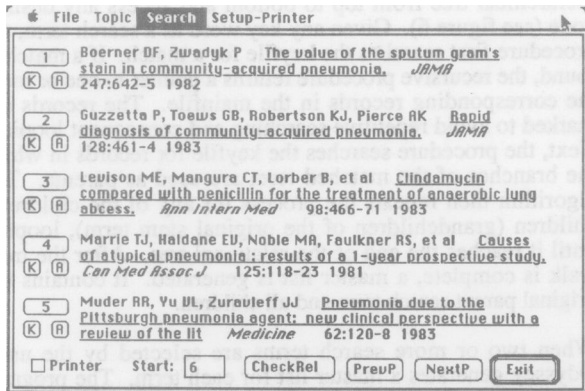 File Topic Search Setup-Printer
1 Lerner DF, Zwadyk P The value of the sputum gram's
stain in community-acquired pneumonia. JAMA
K A 247:642-5 1982
2 Guzzetta P, Toews GB, Robertson KJ, Pierce AK Rapid
diagnosis of community-acquired pneumonia. JAMA
K A 128:461-4 1983
3 Levison ME, Mangura CT, Lorber B, et al Clindamycin
compared with penicillin for the treatment of anaerobic lung
K A abcess. Ann Intern Med 98:466-71 1983
4 Marrie TJ, Haldane EV, Noble MA, Faulkner RS, et al Causes
of atypical pneumonia: results of a 1-year prospective study.
K A Can Med Assoc J 125:118-23 1981
5 Muder RR, Yu VL, Zuravleff JJ Pneumonia due to the
Pittsburgh pneumonia agent: new clinical perspective with a
K A review of the lit Medicine 62:120-8 1983
Printer Start: 6 CheckRel PrevP NextP Exit